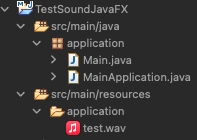 TestSoundJavaFX
src/main/java
application
Main.java
MainApplication.java
src/main/resources
application
test.wav